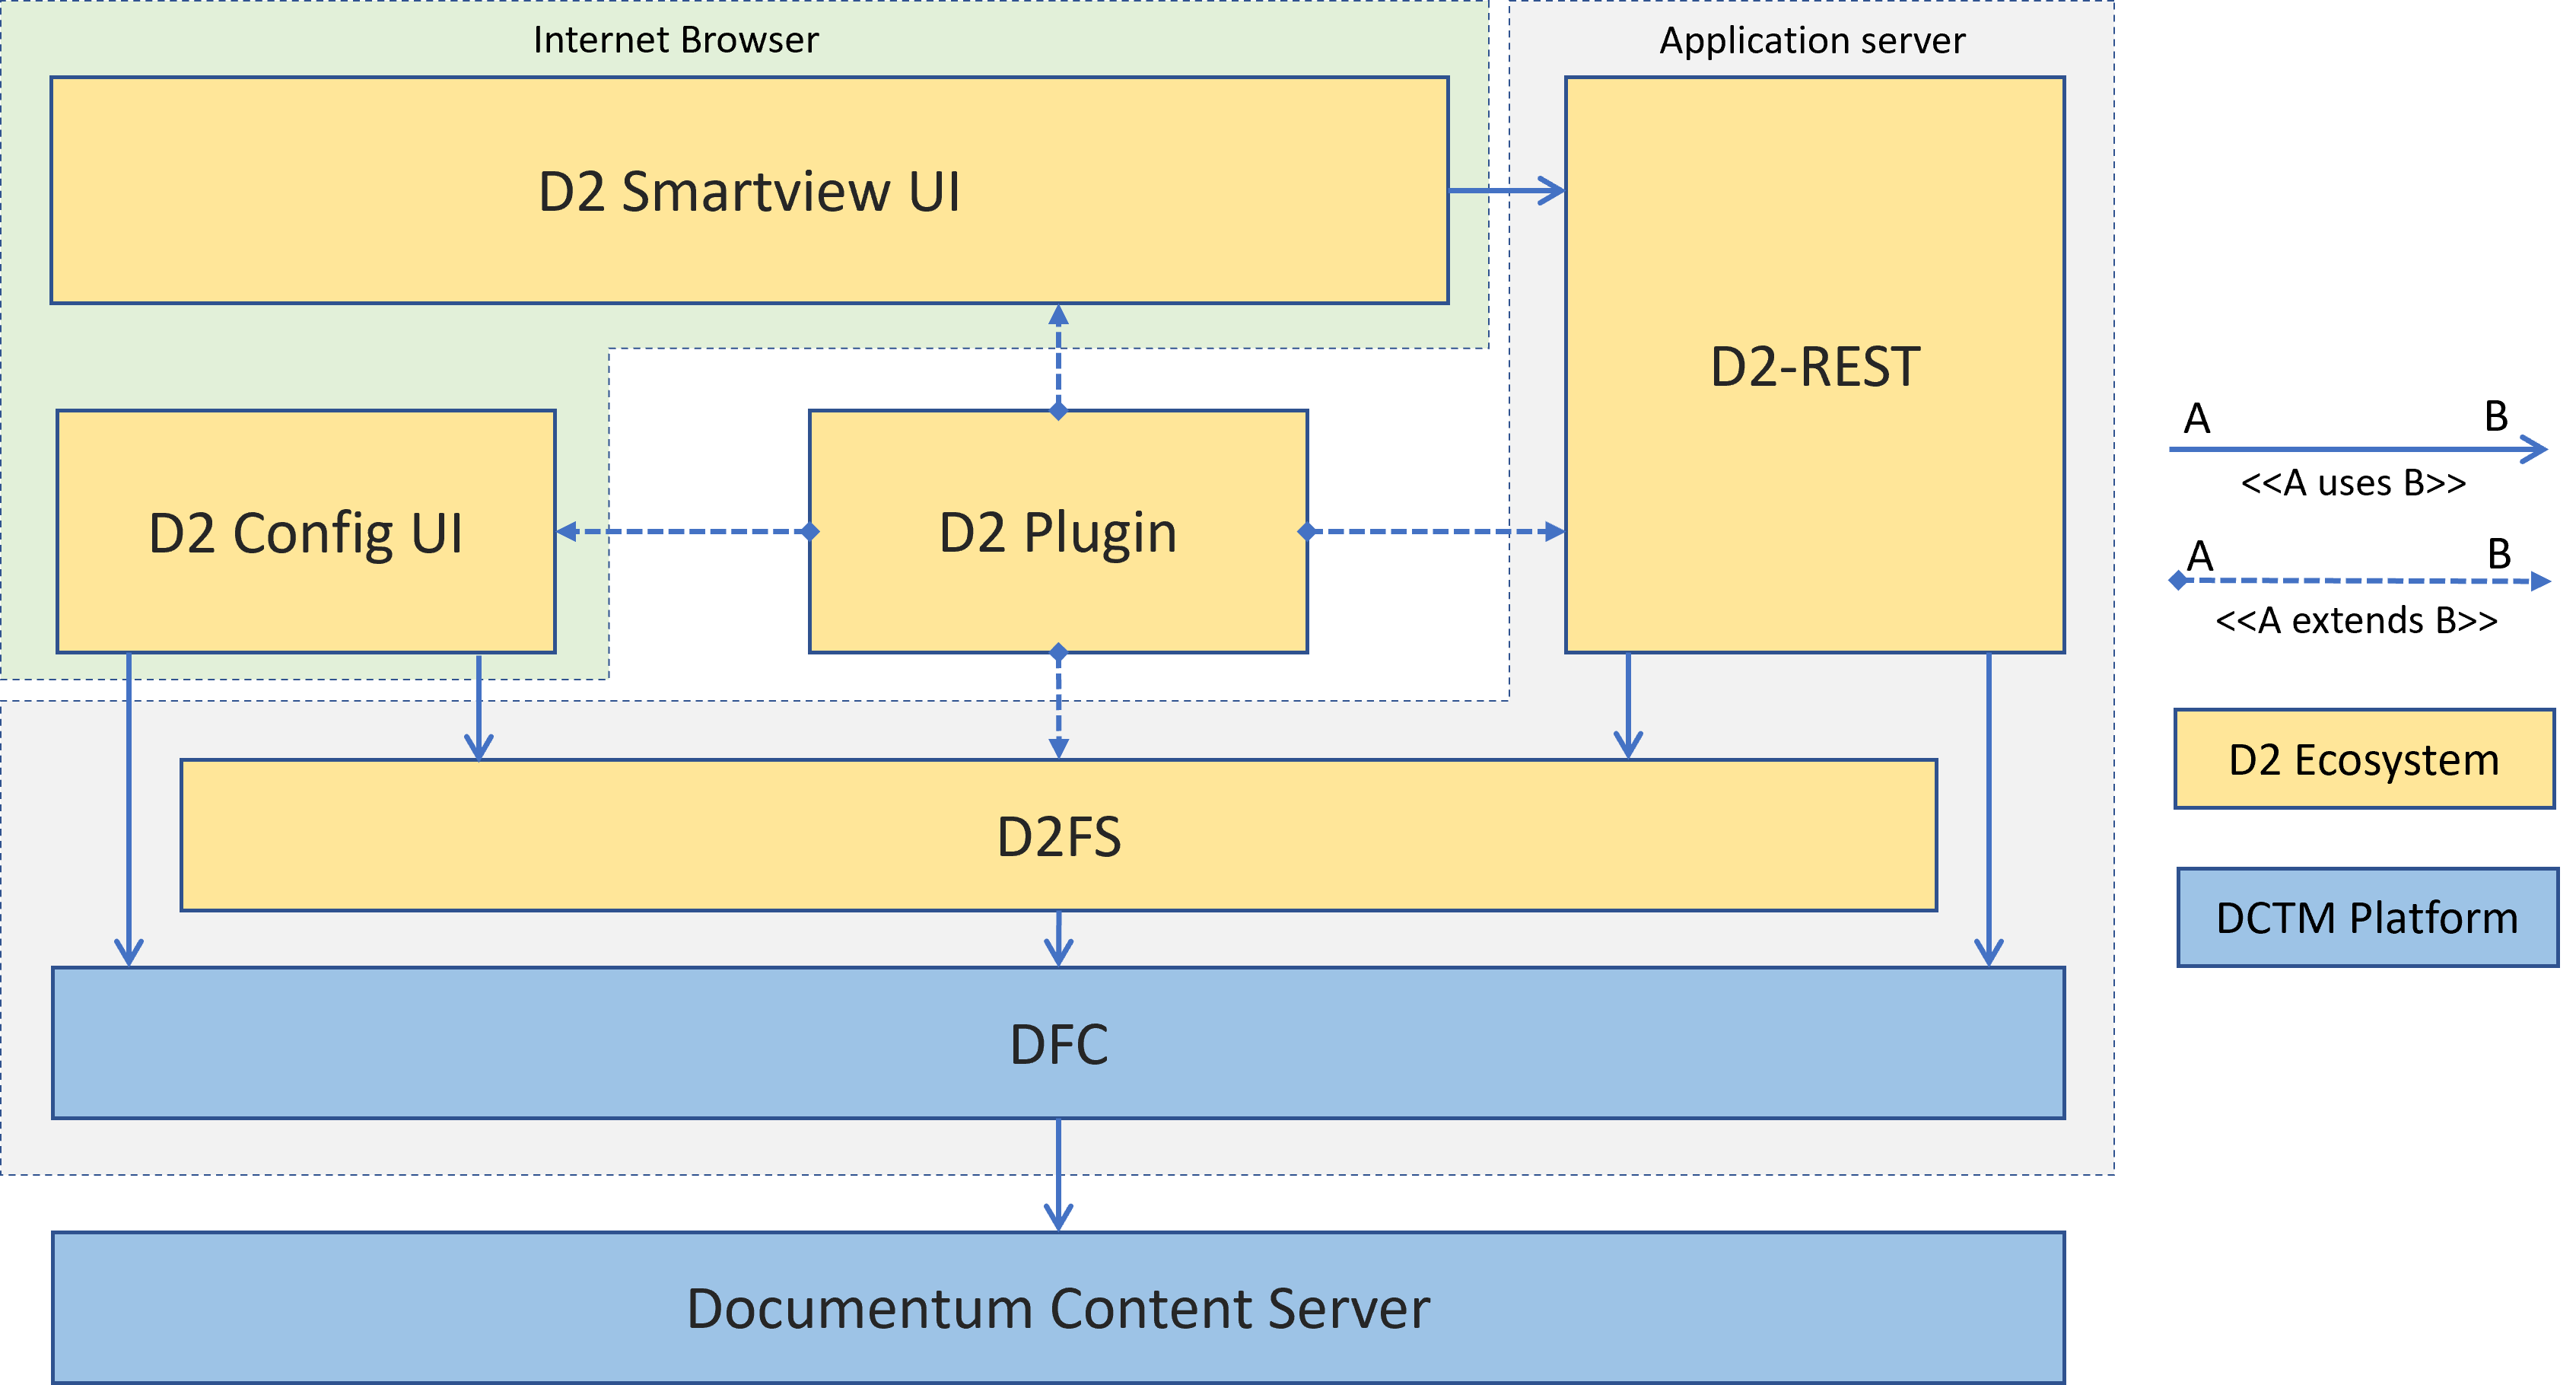 Internet Browser
Application server
D2 Smartview UI
D2-REST
D2 Config UI
D2 Plugin
D2FS
DFC
Documentum Content Server
A B
<<A uses B>>
A B
<<A extends B>>
D2 Ecosystem
DCTM Platform